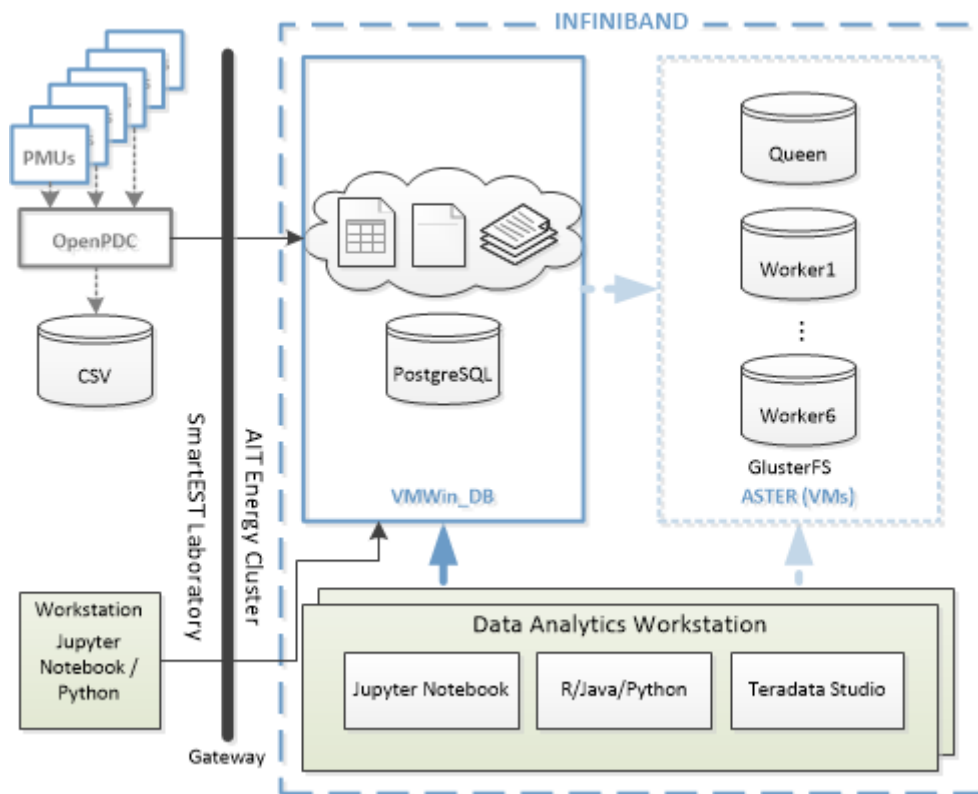 INFINIBAND
PMUs
OpenPDC
CSV
SmartEST Laboratory
AIT Energy Cluster
Gateway
PostgreSQL
VMWin_DB
Queen
Worker1
...
Worker6
GlusterFS
ASTER (VMs)
Workstation
Jupyter
Notebook /
Python
Data Analytics Workstation
Jupyter Notebook
R/Java/Python
Teradata Studio